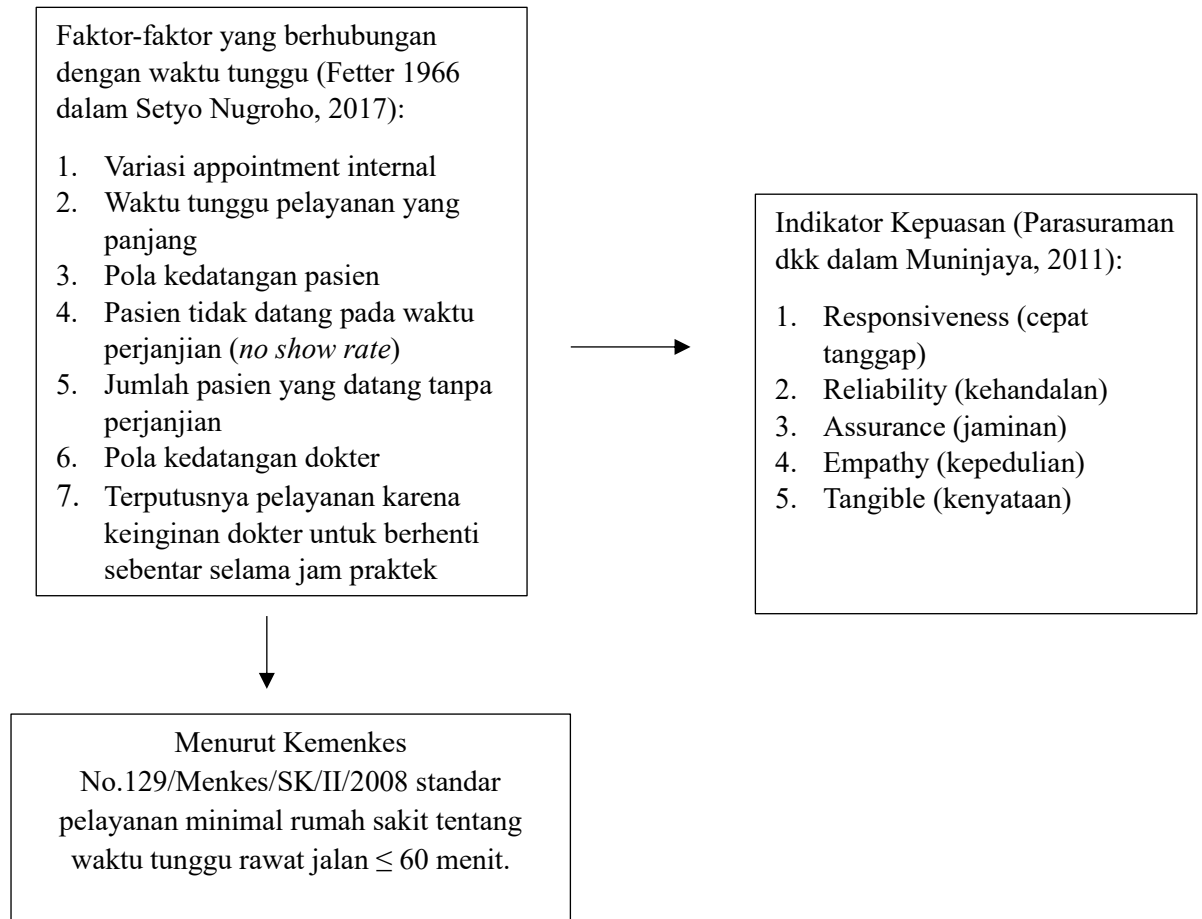 Faktor-faktor yang berhubungan
dengan waktu tunggu (Fetter 1966
dalam Setyo Nugroho, 2017):
1. Variasi appointment internal
2. Waktu tunggu pelayanan yang
panjang
3. Pola kedatangan pasien
4. Pasien tidak datang pada waktu
perjanjian (no show rate)
5. Jumlah pasien yang datang tanpa
perjanjian
6. Pola kedatangan dokter
7. Terputusnya pelayanan karena
keinginan dokter untuk berhenti
sebentar selama jam praktek
Indikator Kepuasan (Parasuraman
dkk dalam Muninjaya, 2011):
1. Responsiveness (cepat
tanggap)
2. Reliability (kehandalan)
3. Assurance (jaminan)
4. Empathy (kepedulian)
5. Tangible (kenyataan)
Menurut Kemenkes
No.129/Menkes/SK/II/2008 standar
pelayanan minimal rumah sakit tentang
waktu tunggu rawat jalan ≤ 60 menit.